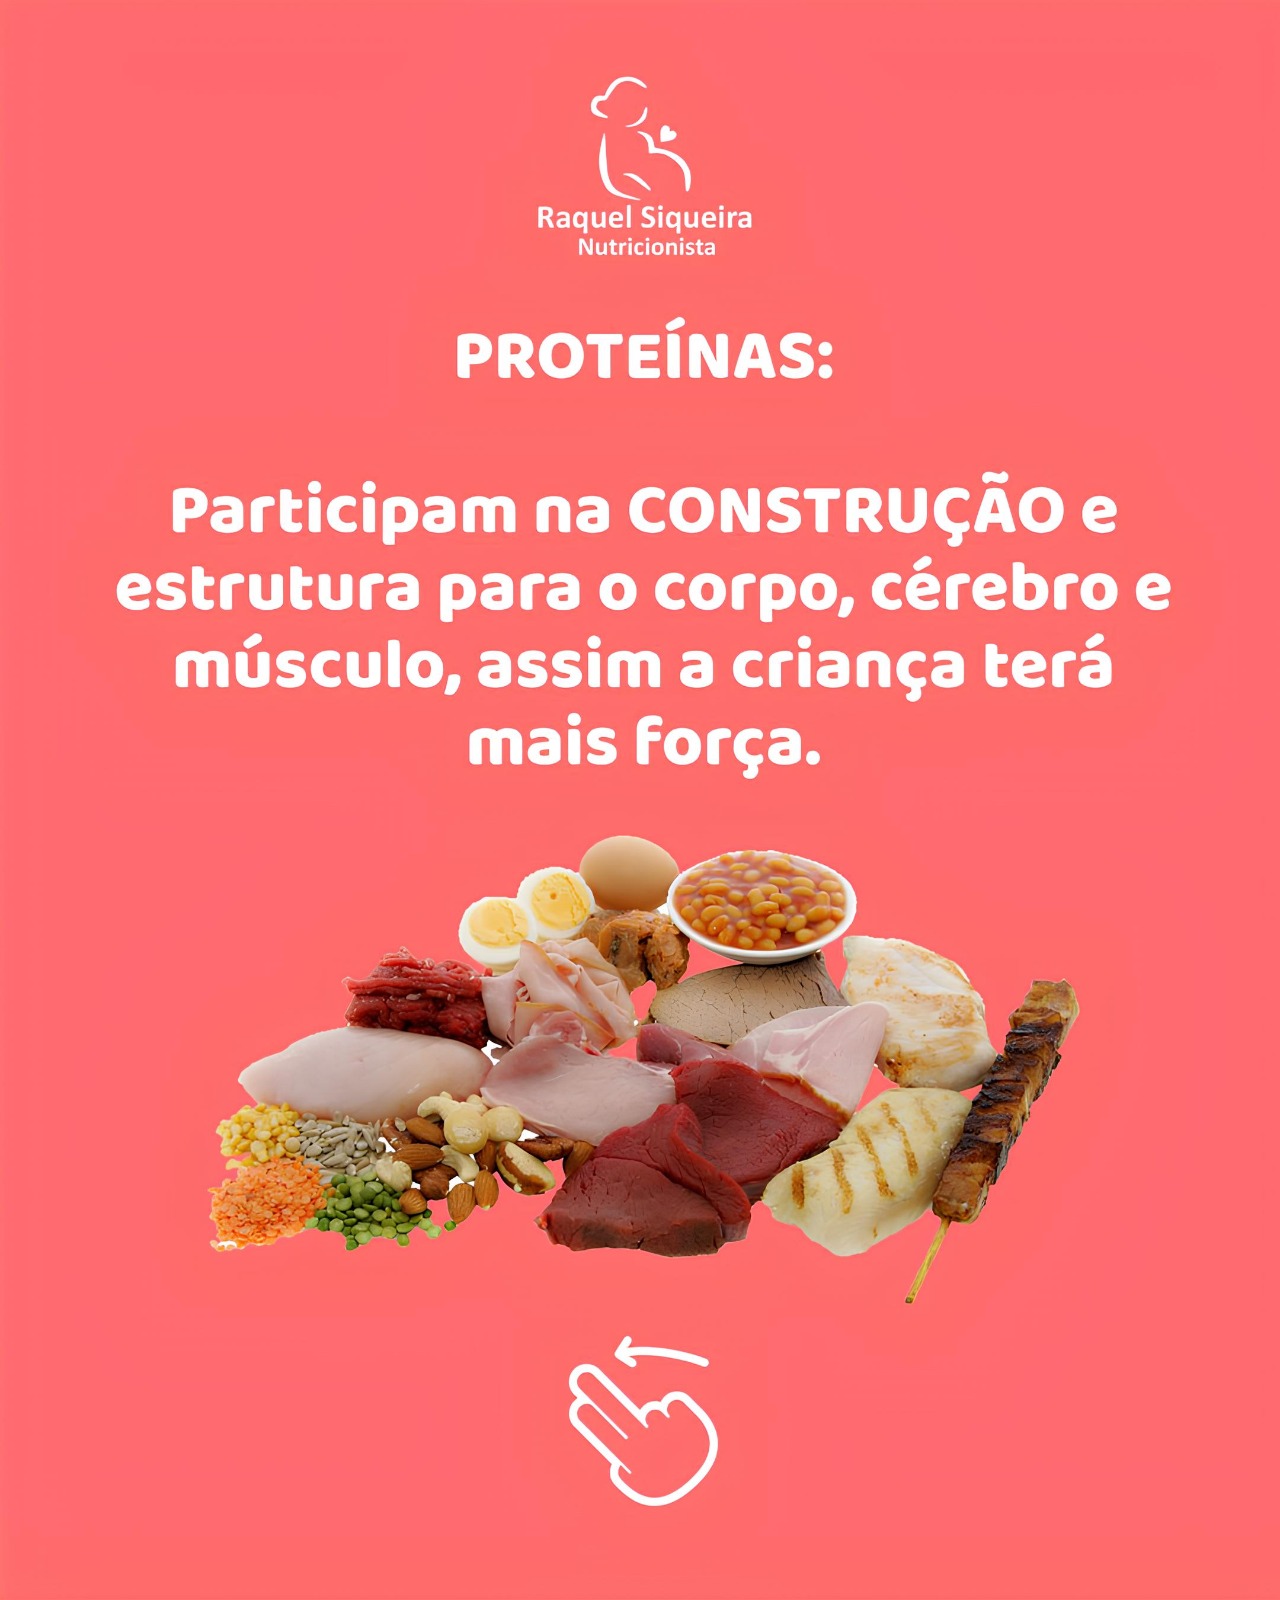 Raquel Siqueira
Nutricionista
PROTEÍNAS:
Participam na CONSTRUÇÃO e
estrutura para o corpo, cérebro e
músculo, assim a criança terá
mais força.